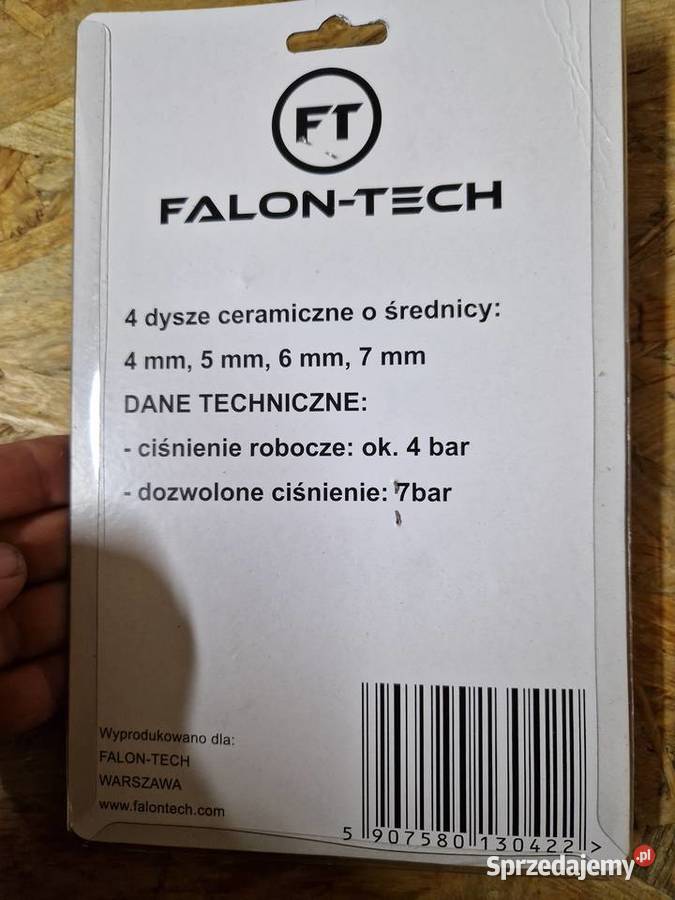 FT
FALON-TECH
4 dysze ceramiczne o średnicy:
4 mm, 5 mm, 6 mm, 7 mm
DANE TECHNICZNE:
- ciśnienie robocze: ok. 4 bar
- dozwolone ciśnienie: 7bar
Wyprodukowano dla:
FALON-TECH
WARSZAWA
www.falontech.com
5 907580 130422 >
Sprzedajemy.pl